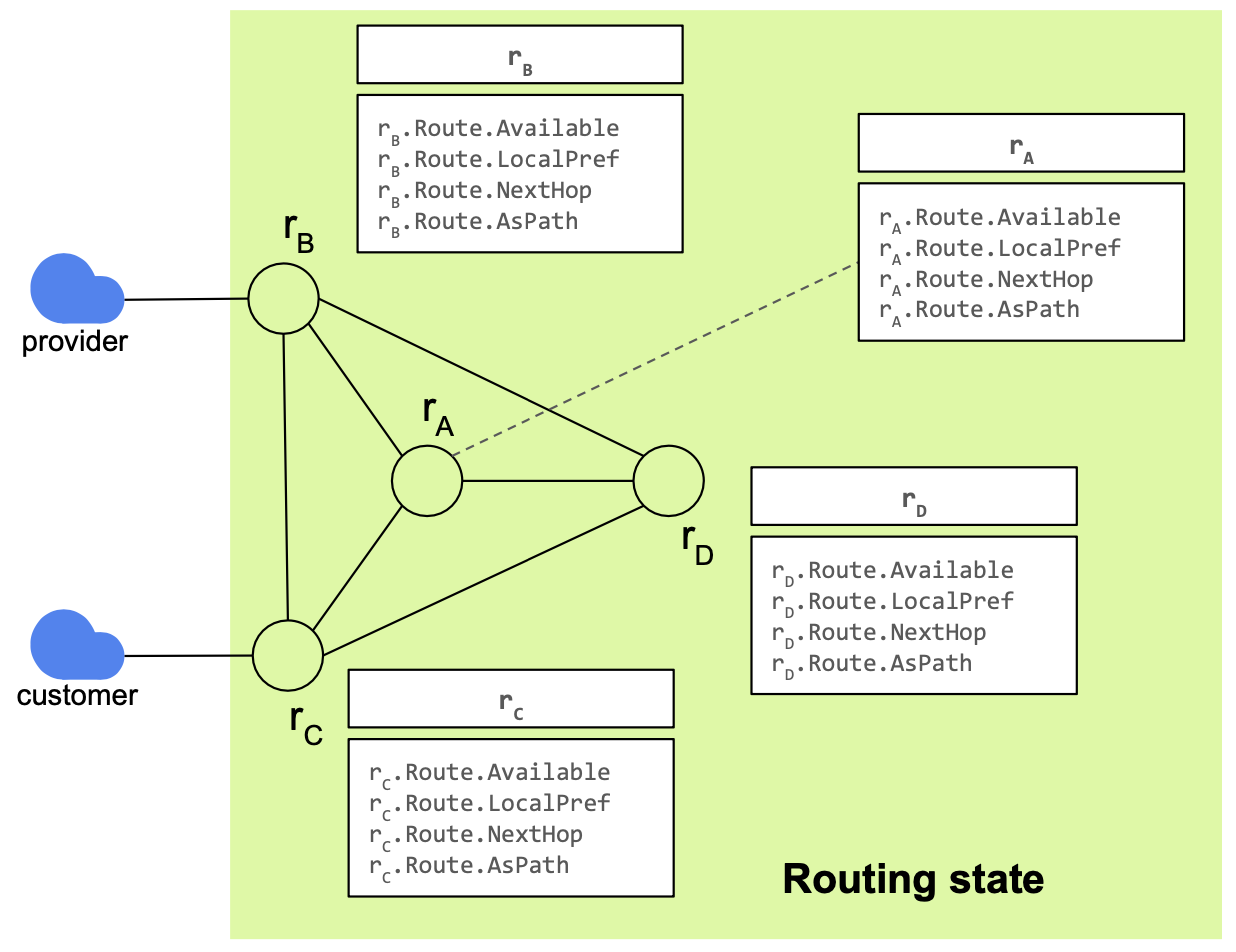 r_B
r_B.Route.Available
r_B.Route.LocalPref
r_B.Route.NextHop
r_B.Route.AsPath
r_A
r_A.Route.Available
r_A.Route.LocalPref
r_A.Route.NextHop
r_A.Route.AsPath
r_B
provider
r_A
r_D
r_D
r_D.Route.Available
r_D.Route.LocalPref
r_D.Route.NextHop
r_D.Route.AsPath
customer
r_C
r_C
r_C.Route.Available
r_C.Route.LocalPref
r_C.Route.NextHop
r_C.Route.AsPath
Routing state